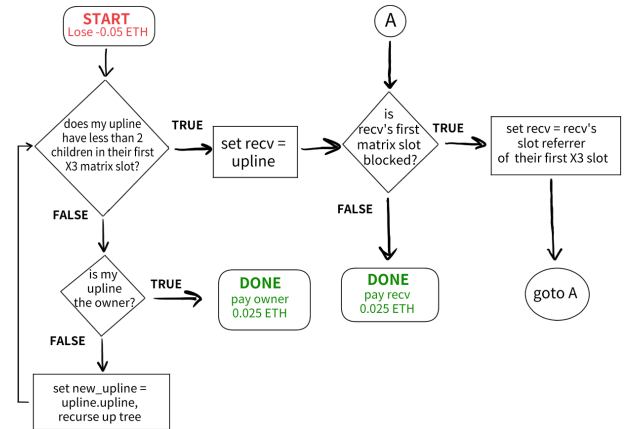 START
Lose -0.05 ETH
does my upline
have less than 2
children in their first
X3 matrix slot?
TRUE
set recv =
upline
A
is
recv's first
matrix slot
blocked?
TRUE
set recv = recv's
slot referrer
of their first X3 slot
FALSE
is my
upline
the owner?
TRUE
DONE
pay owner
0.025 ETH
FALSE
DONE
pay recv
0.025 ETH
goto A
FALSE
set new_upline =
upline.upline,
recurse up tree